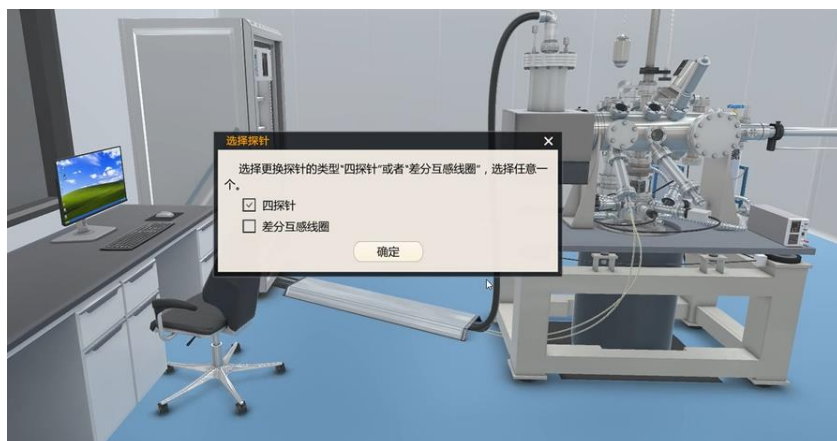 选择探针
选择更换探针的类型“四探针”或者“差分互感线圈”，选择任意一
个。
四探针
差分互感线圈
确定